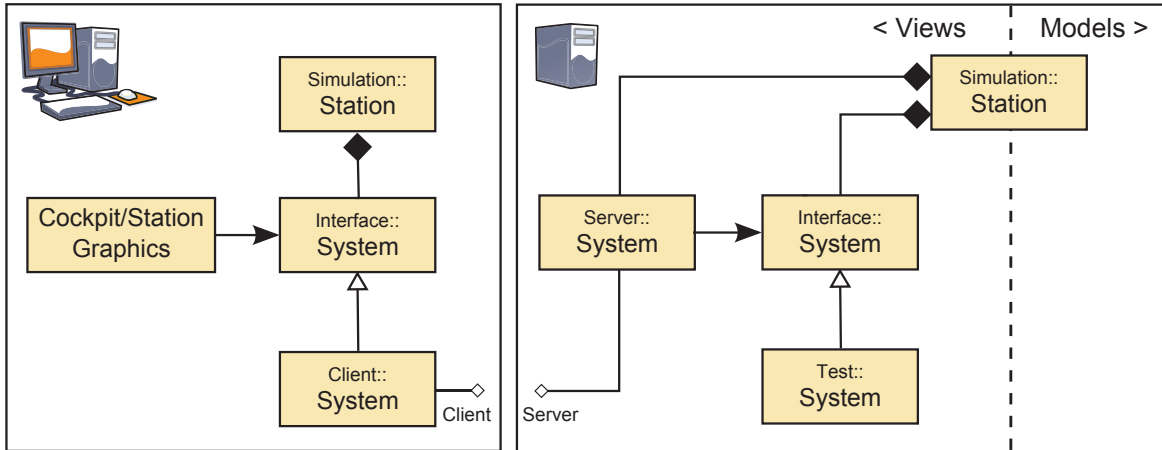 Simulation::
Station
Cockpit/Station
Graphics
Interface::
System
Client::
System
Client
< Views
Models >
Simulation::
Station
Server::
System
Interface::
System
Test::
System
Server